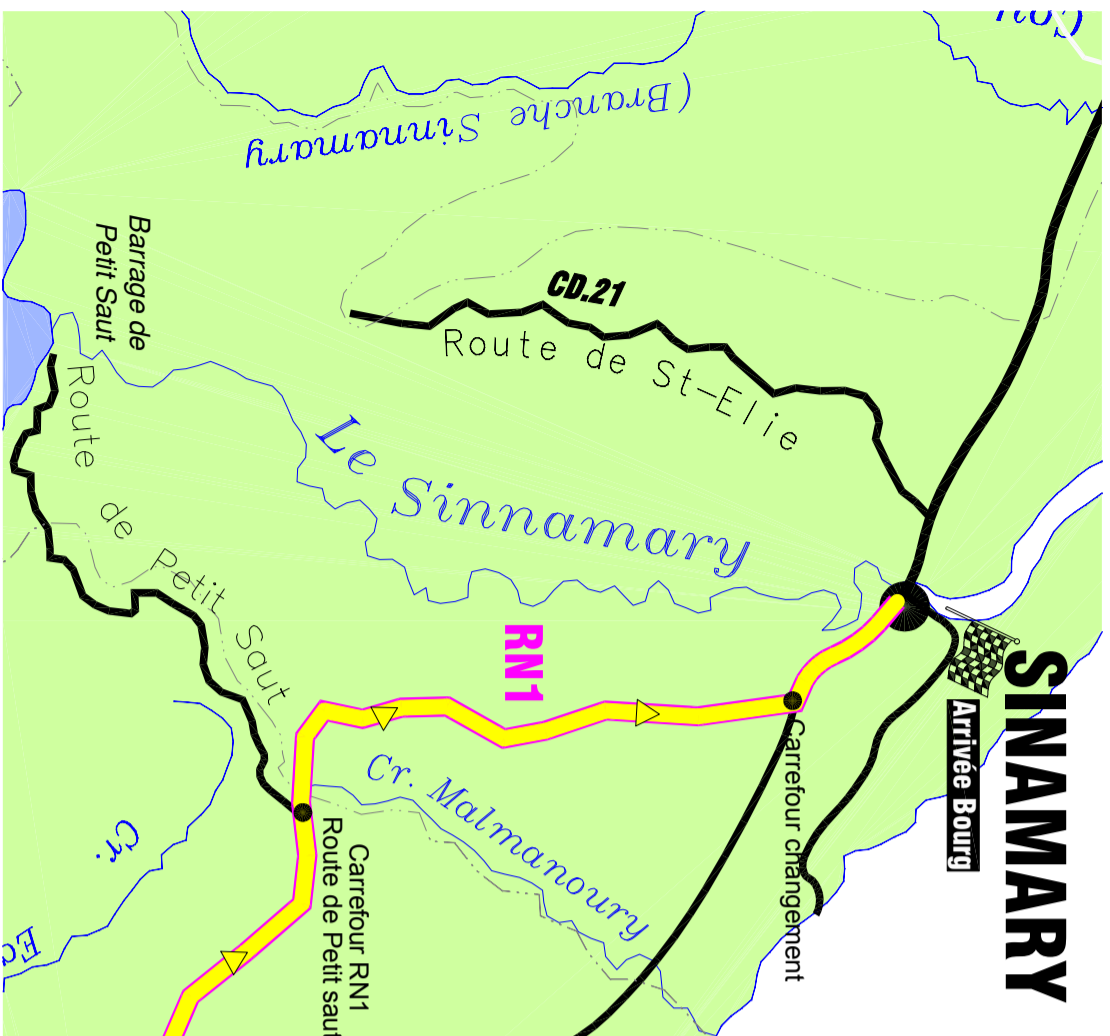 SINAMARY
Arrivée Bourg
(Branche Sinnamary
CD.21
Route de St-Elie
Barrage de
Petit Saut
Le Sinnamary
Route de Petit Saut
RN1
Carrefour changement
Cr. Malmanoury
Carrefour RN1
Route de Petit saut
Cr.